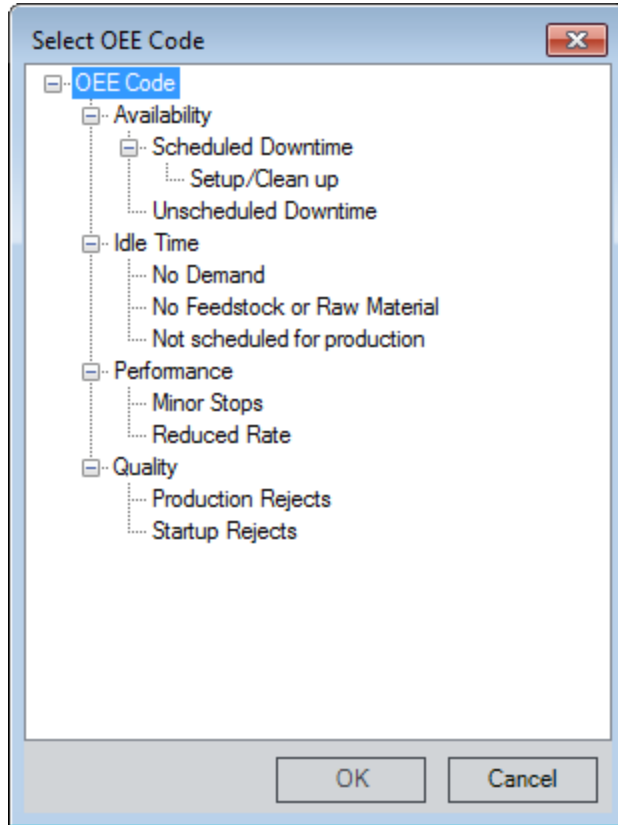 Select OEE Code
OEE Code
Availability
Scheduled Downtime
Setup/Clean up
Unscheduled Downtime
Idle Time
No Demand
No Feedstock or Raw Material
Not scheduled for production
Performance
Minor Stops
Reduced Rate
Quality
Production Rejects
Startup Rejects
OK Cancel